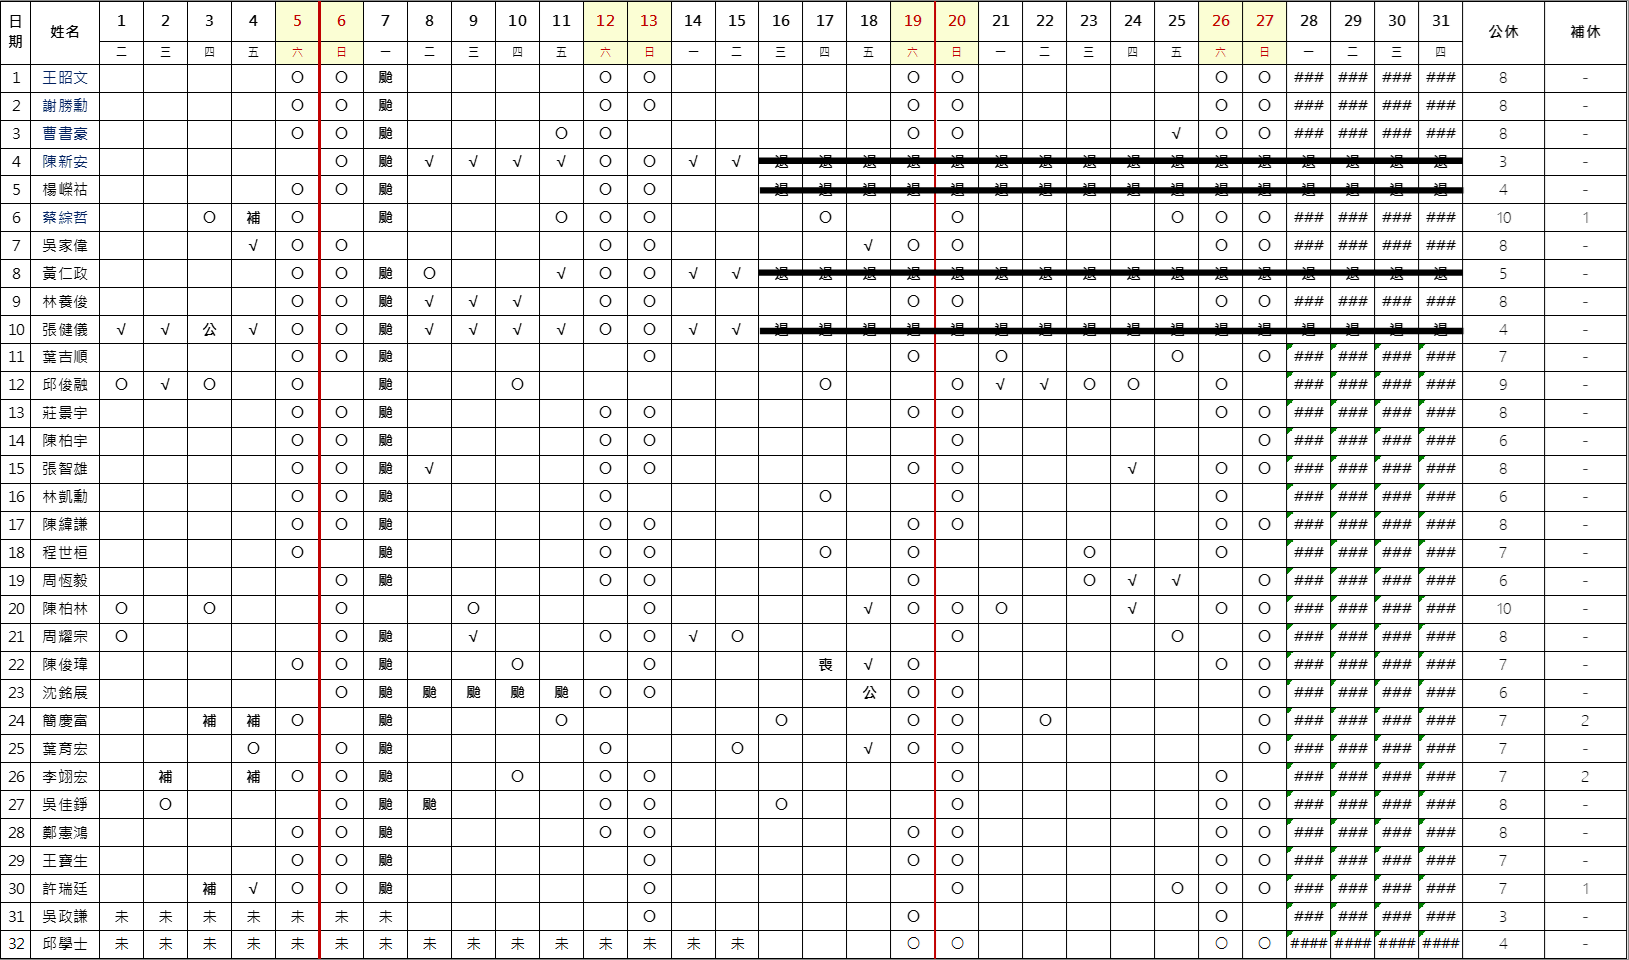 日期 姓名 1 2 3 4 5 6 7 8 9 10 11 12 13 14 15 16 17 18 19 20 21 22 23 24 25 26 27 28 29 30 31 公休 補休
二 三 四 五 六 日 一 二 三 四 五 六 日 一 二 三 四 五 六 日 一 二 三 四 五 六 日 一 二 三 四
1 王昭文 O O 颱 O O O O O O ### ### ### ### 8 -
2 謝勝勳 O O 颱 O O O O O O ### ### ### ### 8 -
3 曹書豪 O O 颱 O O O O √ O O ### ### ### ### 8 -
4 陳新安 O 颱 √ √ √ √ O O √ √ 退 退 退 退 退 退 退 退 退 退 退 退 退 退 退 退 3 -
5 楊嶸祜 O O 颱 O O 退 退 退 退 退 退 退 退 退 退 退 退 退 退 退 退 4 -
6 蔡綜哲 O 補 O 颱 O O O O O O O O ### ### ### ### 10 1
7 吳家偉 √ O O O O √ O O O O ### ### ### ### 8 -
8 黃仁政 O O 颱 O √ O O √ √ 退 退 退 退 退 退 退 退 退 退 退 退 退 退 退 退 5 -
9 林養俊 O O 颱 √ √ √ O O O O O O ### ### ### ### 8 -
10 張健儀 √ √ 公 √ O O 颱 √ √ √ √ O O √ √ 退 退 退 退 退 退 退 退 退 退 退 退 退 退 退 退 4 -
11 葉吉順 O O 颱 O O O O O ### ### ### ### 7 -
12 邱俊融 O √ O O 颱 O O O √ √ O O O ### ### ### ### 9 -
13 莊景宇 O O 颱 O O O O O O ### ### ### ### 8 -
14 陳柏宇 O O 颱 O O O O ### ### ### ### 6 -
15 張智雄 O O 颱 √ O O O O √ O O ### ### ### ### 8 -
16 林凱勳 O O 颱 O O O O ### ### ### ### 6 -
17 陳緯謙 O O 颱 O O O O O O ### ### ### ### 8 -
18 程世桓 O 颱 O O O O O O ### ### ### ### 7 -
19 周恆毅 O 颱 O O O O √ √ O ### ### ### ### 6 -
20 陳柏林 O O O O O √ O O O √ O O ### ### ### ### 10 -
21 周耀宗 O O 颱 √ O O √ O O O O ### ### ### ### 8 -
22 陳俊瑋 O O 颱 O O 喪 √ O O O ### ### ### ### 7 -
23 沈銘展 O 颱 颱 颱 颱 颱 O O 公 O O O ### ### ### ### 6 -
24 簡慶富 補 補 O 颱 O O O O O O ### ### ### ### 7 2
25 葉育宏 O O 颱 O O √ O O O ### ### ### ### 7 -
26 李翊宏 補 補 O O 颱 O O O O O ### ### ### ### 7 2
27 吳佳錚 O O 颱 颱 O O O O O O ### ### ### ### 8 -
28 鄭憲鴻 O O 颱 O O O O O O ### ### ### ### 8 -
29 王寶生 O O 颱 O O O O O ### ### ### ### 7 -
30 許瑞廷 補 √ O O 颱 O O O O O ### ### ### ### 7 1
31 吳政謙 未 未 未 未 未 未 未 O O O ### ### ### ### 3 -
32 邱學士 未 未 未 未 未 未 未 未 未 未 未 未 未 未 未 O O O O #### #### #### #### 4 -